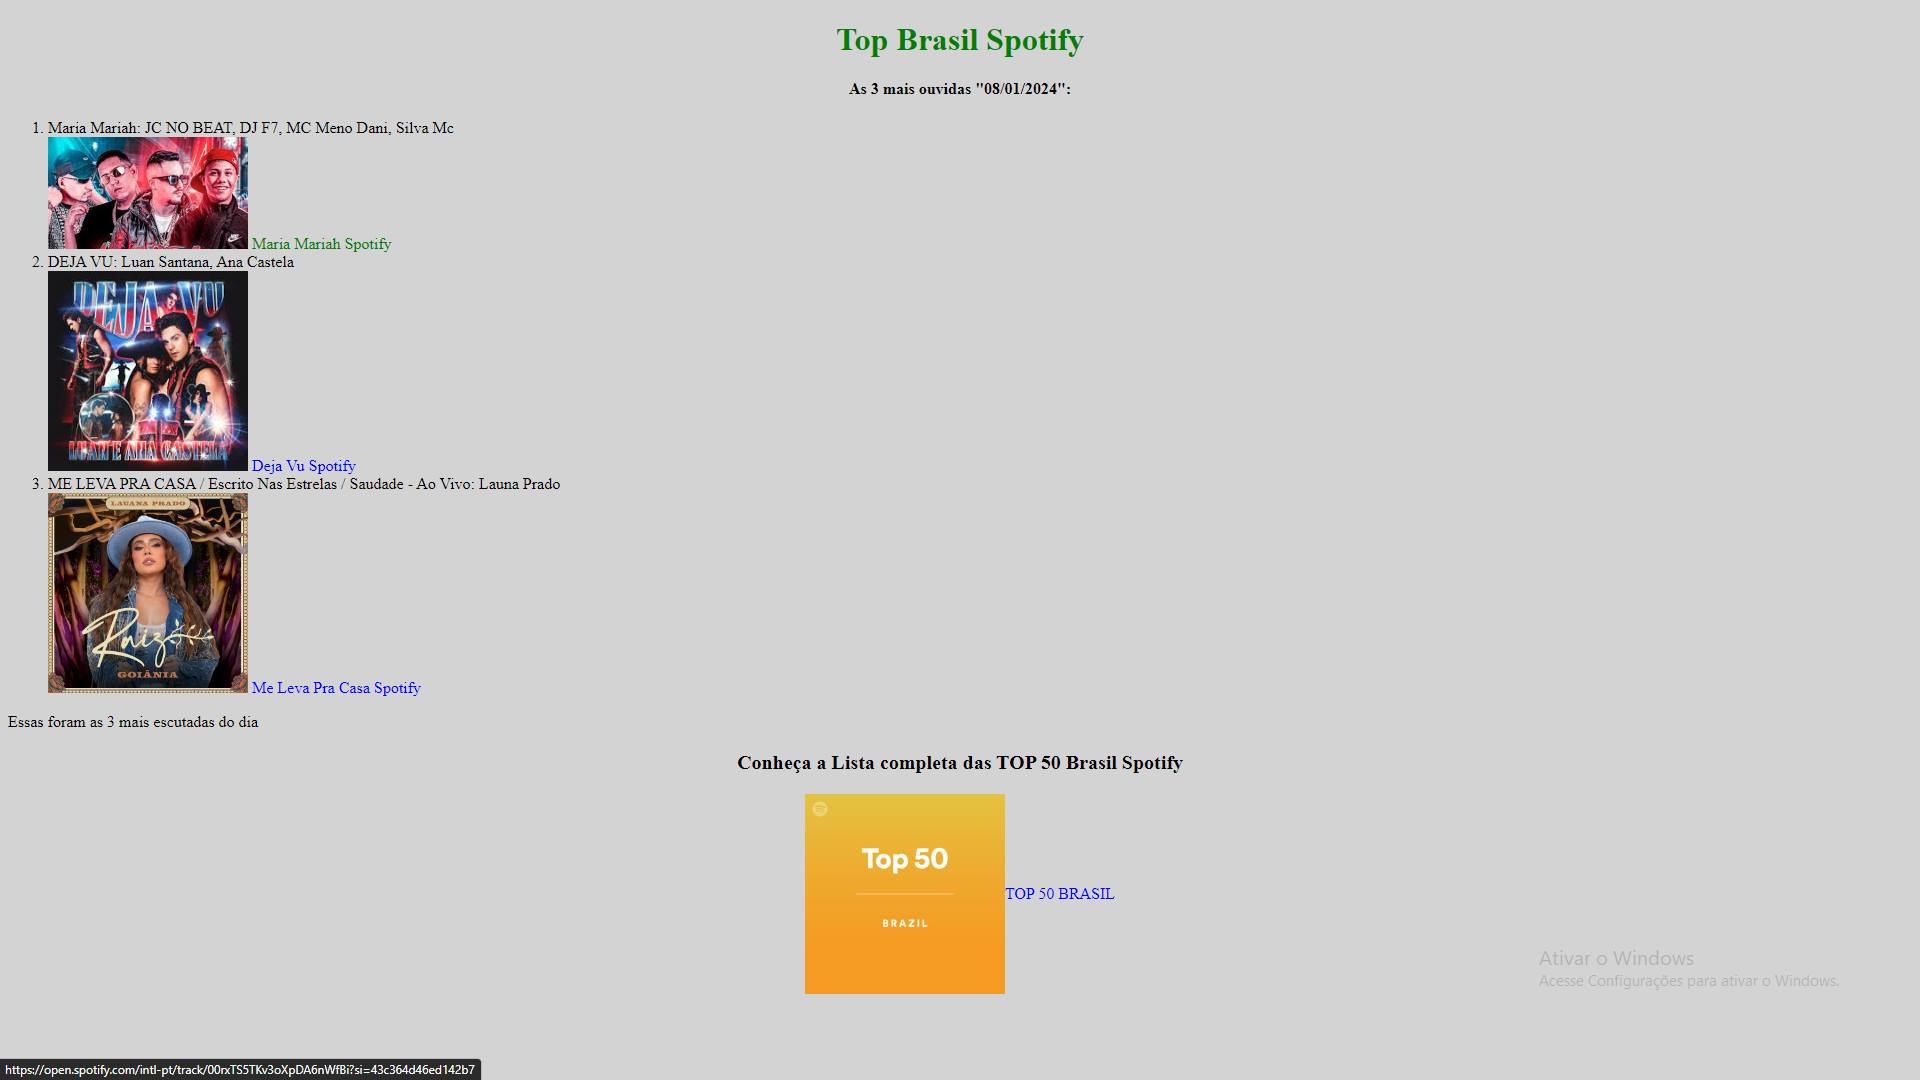 Top Brasil Spotify
As 3 mais ouvidas "08/01/2024":
1. Maria Mariah: JC NO BEAT, DJ F7, MC Meno Dani, Silva Mc
Maria Mariah Spotify
2. DEJA VU: Luan Santana, Ana Castela
DEJA VU
LUAN E ANA CASTELA
Deja Vu Spotify
3. ME LEVA PRA CASA / Escrito Nas Estrelas / Saudade - Ao Vivo: Launa Prado
LAUANA PRADO
Raiz
GOIÂNIA
Me Leva Pra Casa Spotify
Essas foram as 3 mais escutadas do dia
Conheça a Lista completa das TOP 50 Brasil Spotify
Top 50
BRAZIL
TOP 50 BRASIL
Ativar o Windows
Acesse Configurações para ativar o Windows.
https://open.spotify.com/intl-pt/track/00rxTS5TKv3oXpDA6nWfBi?si=43c364d46ed142b7